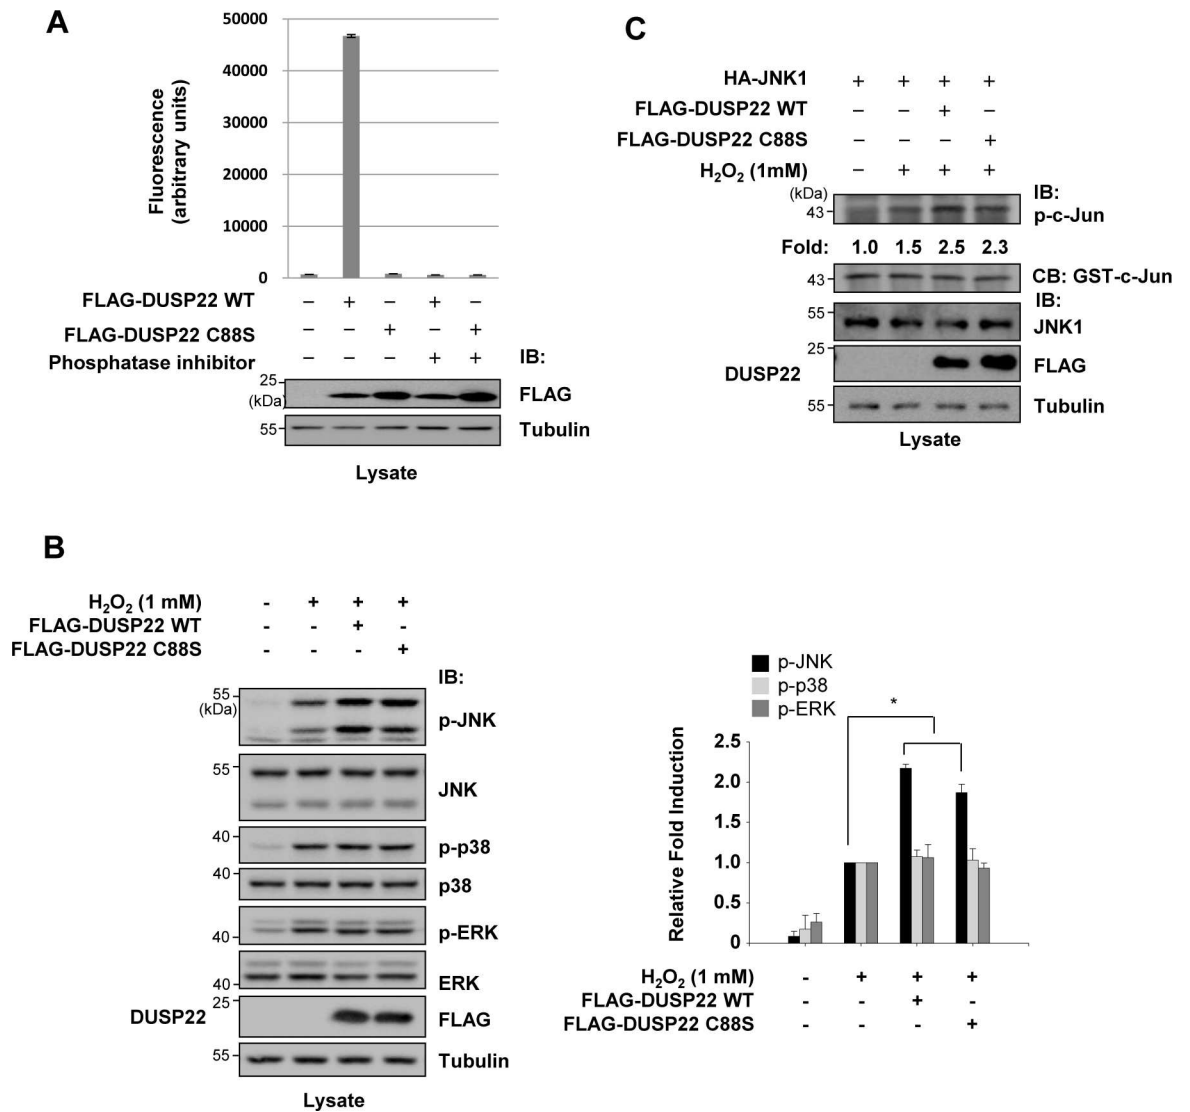 A
50000
40000
30000
20000
10000
0
Fluorescence
(arbitrary units)
FLAG-DUSP22 WT – + – + –
FLAG-DUSP22 C88S – – + – +
Phosphatase inhibitor – – – + +
IB:
25
(kDa)
FLAG
55
Tubulin
Lysate
C
HA-JNK1 + + + +
FLAG-DUSP22 WT – – + –
FLAG-DUSP22 C88S – – – +
H₂O₂ (1mM) – + + +
(kDa)
43
IB:
p-c-Jun
Fold: 1.0 1.5 2.5 2.3
43
CB: GST-c-Jun
IB:
55
JNK1
25
DUSP22
FLAG
55
Tubulin
Lysate
B
H₂O₂ (1 mM) - + + +
FLAG-DUSP22 WT - - + -
FLAG-DUSP22 C88S - - - +
IB:
55
(kDa)
p-JNK
55
JNK
40
p-p38
40
p38
40
p-ERK
40
ERK
25
DUSP22
FLAG
55
Tubulin
Lysate
p-JNK
p-p38
p-ERK
*
2.5
2.0
1.0
1.0
0.5
0
Relative Fold Induction
H₂O₂ (1 mM) - + + +
FLAG-DUSP22 WT - - + -
FLAG-DUSP22 C88S - - - +